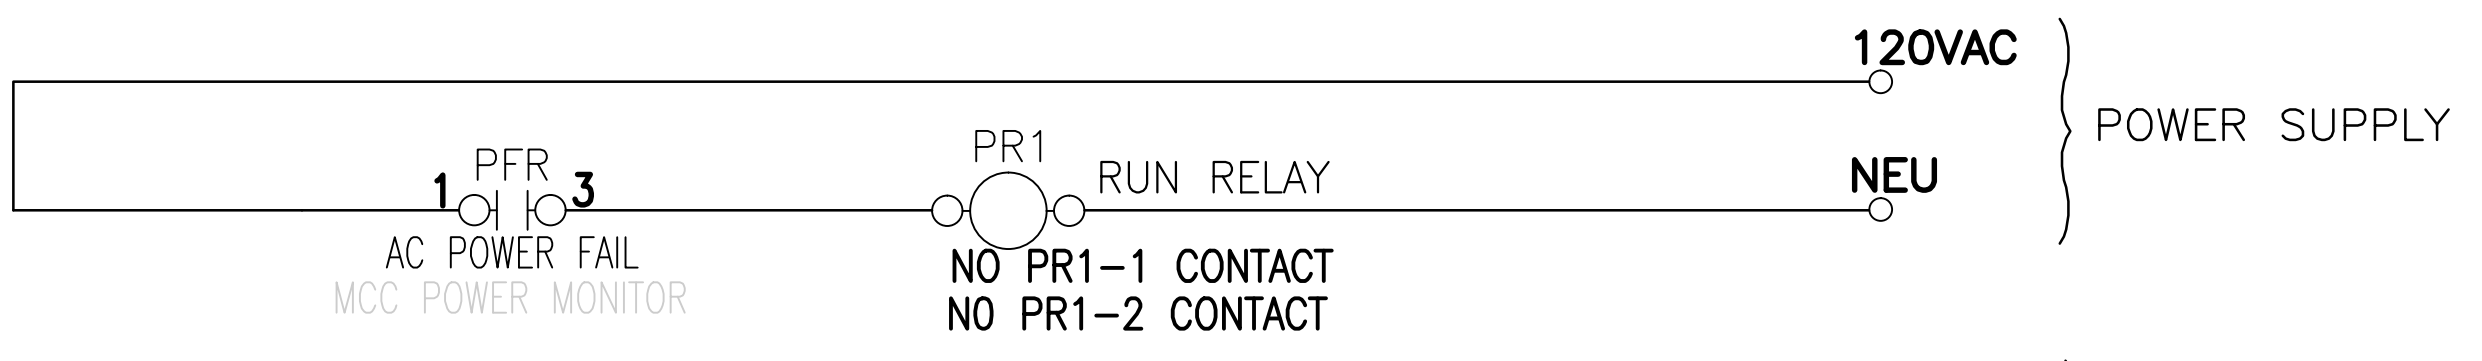 120VAC
POWER SUPPLY
PR1
RUN RELAY
NEU
PFR
1
3
AC POWER FAIL
MCC POWER MONITOR
NO PR1-1 CONTACT
NO PR1-2 CONTACT